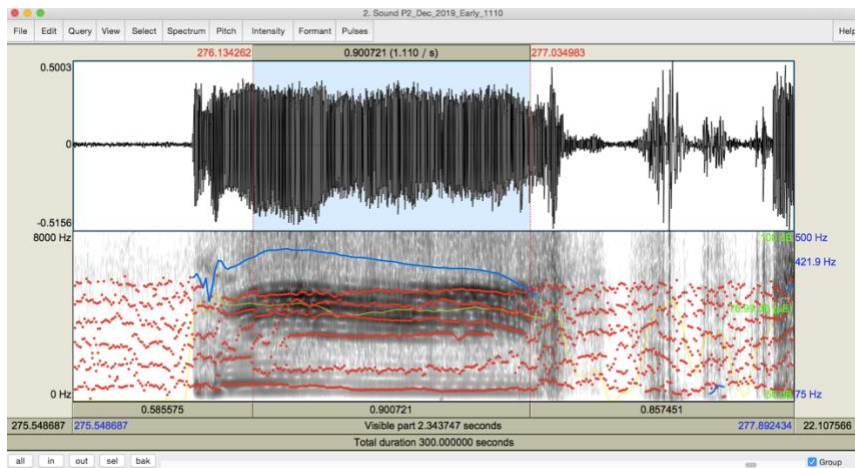 2. Sound P2_Dec_2019_Early_1110
File Edit Query View Select Spectrum Pitch Intensity Formant Pulses Help
276.134262 0.900721 (1.110 / s) 277.034983
0.5003
0
-0.5156
8000 Hz 500 Hz
421.9 Hz
0 Hz 75 Hz
0.585575 0.900721 0.857451
275.548687 275.548687 Visible part 2.343747 seconds 277.892434 22.107566
Total duration 300.000000 seconds
all in out sel bak Group